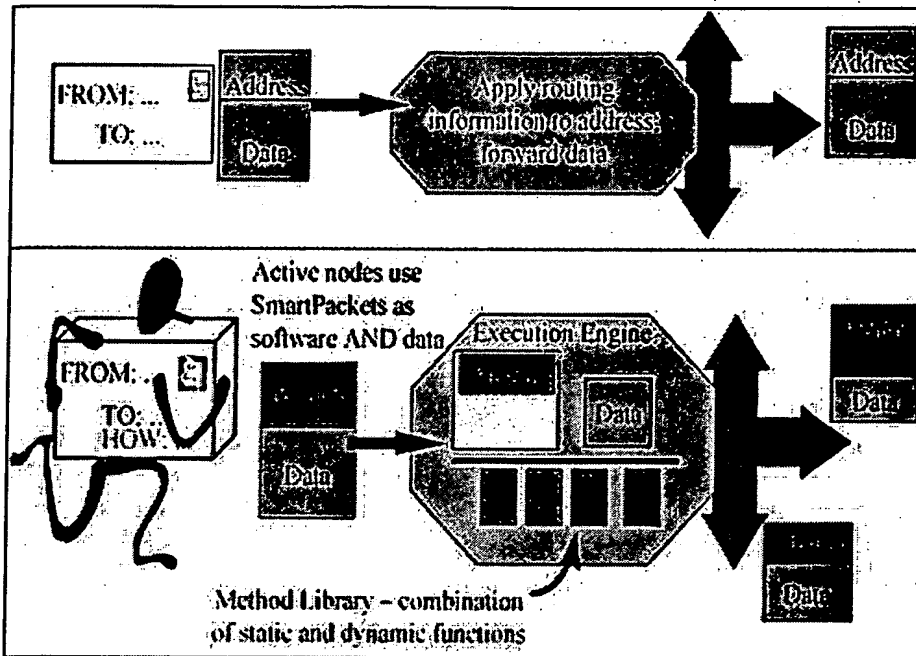 FROM: ...
TO: ...
Address
Data
Apply routing
information to address;
forward data
Address
Data
Active nodes use
SmartPackets as
software AND data
FROM: ...
TO: ..
HOW:
Data
Execution Engine
Data
Data
Data
Method Library – combination
of static and dynamic functions